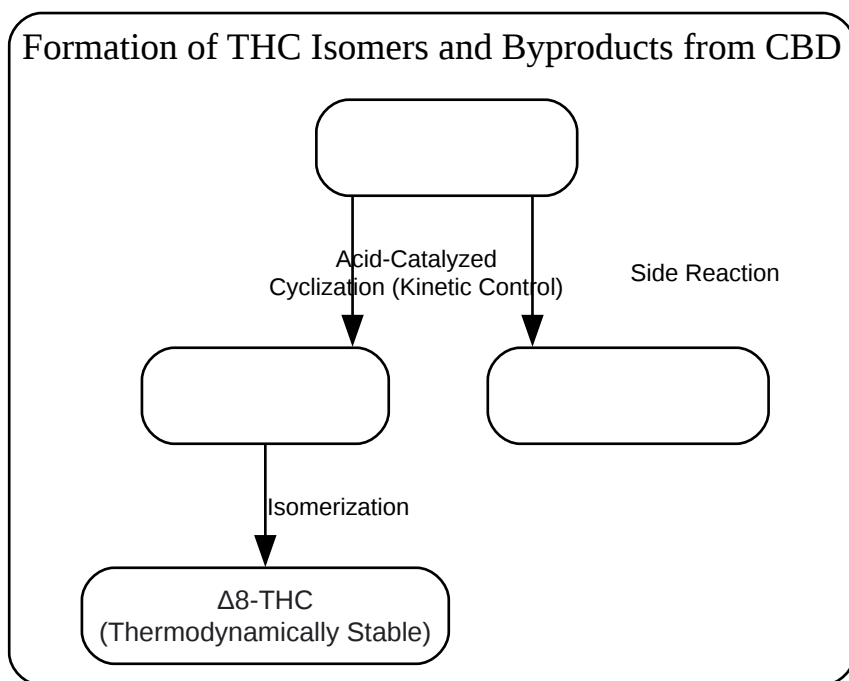 Formation of THC Isomers and Byproducts from CBD
Acid-Catalyzed
Cyclization (Kinetic Control)
Side Reaction
Isomerization
Δ8-THC
(Thermodynamically Stable)